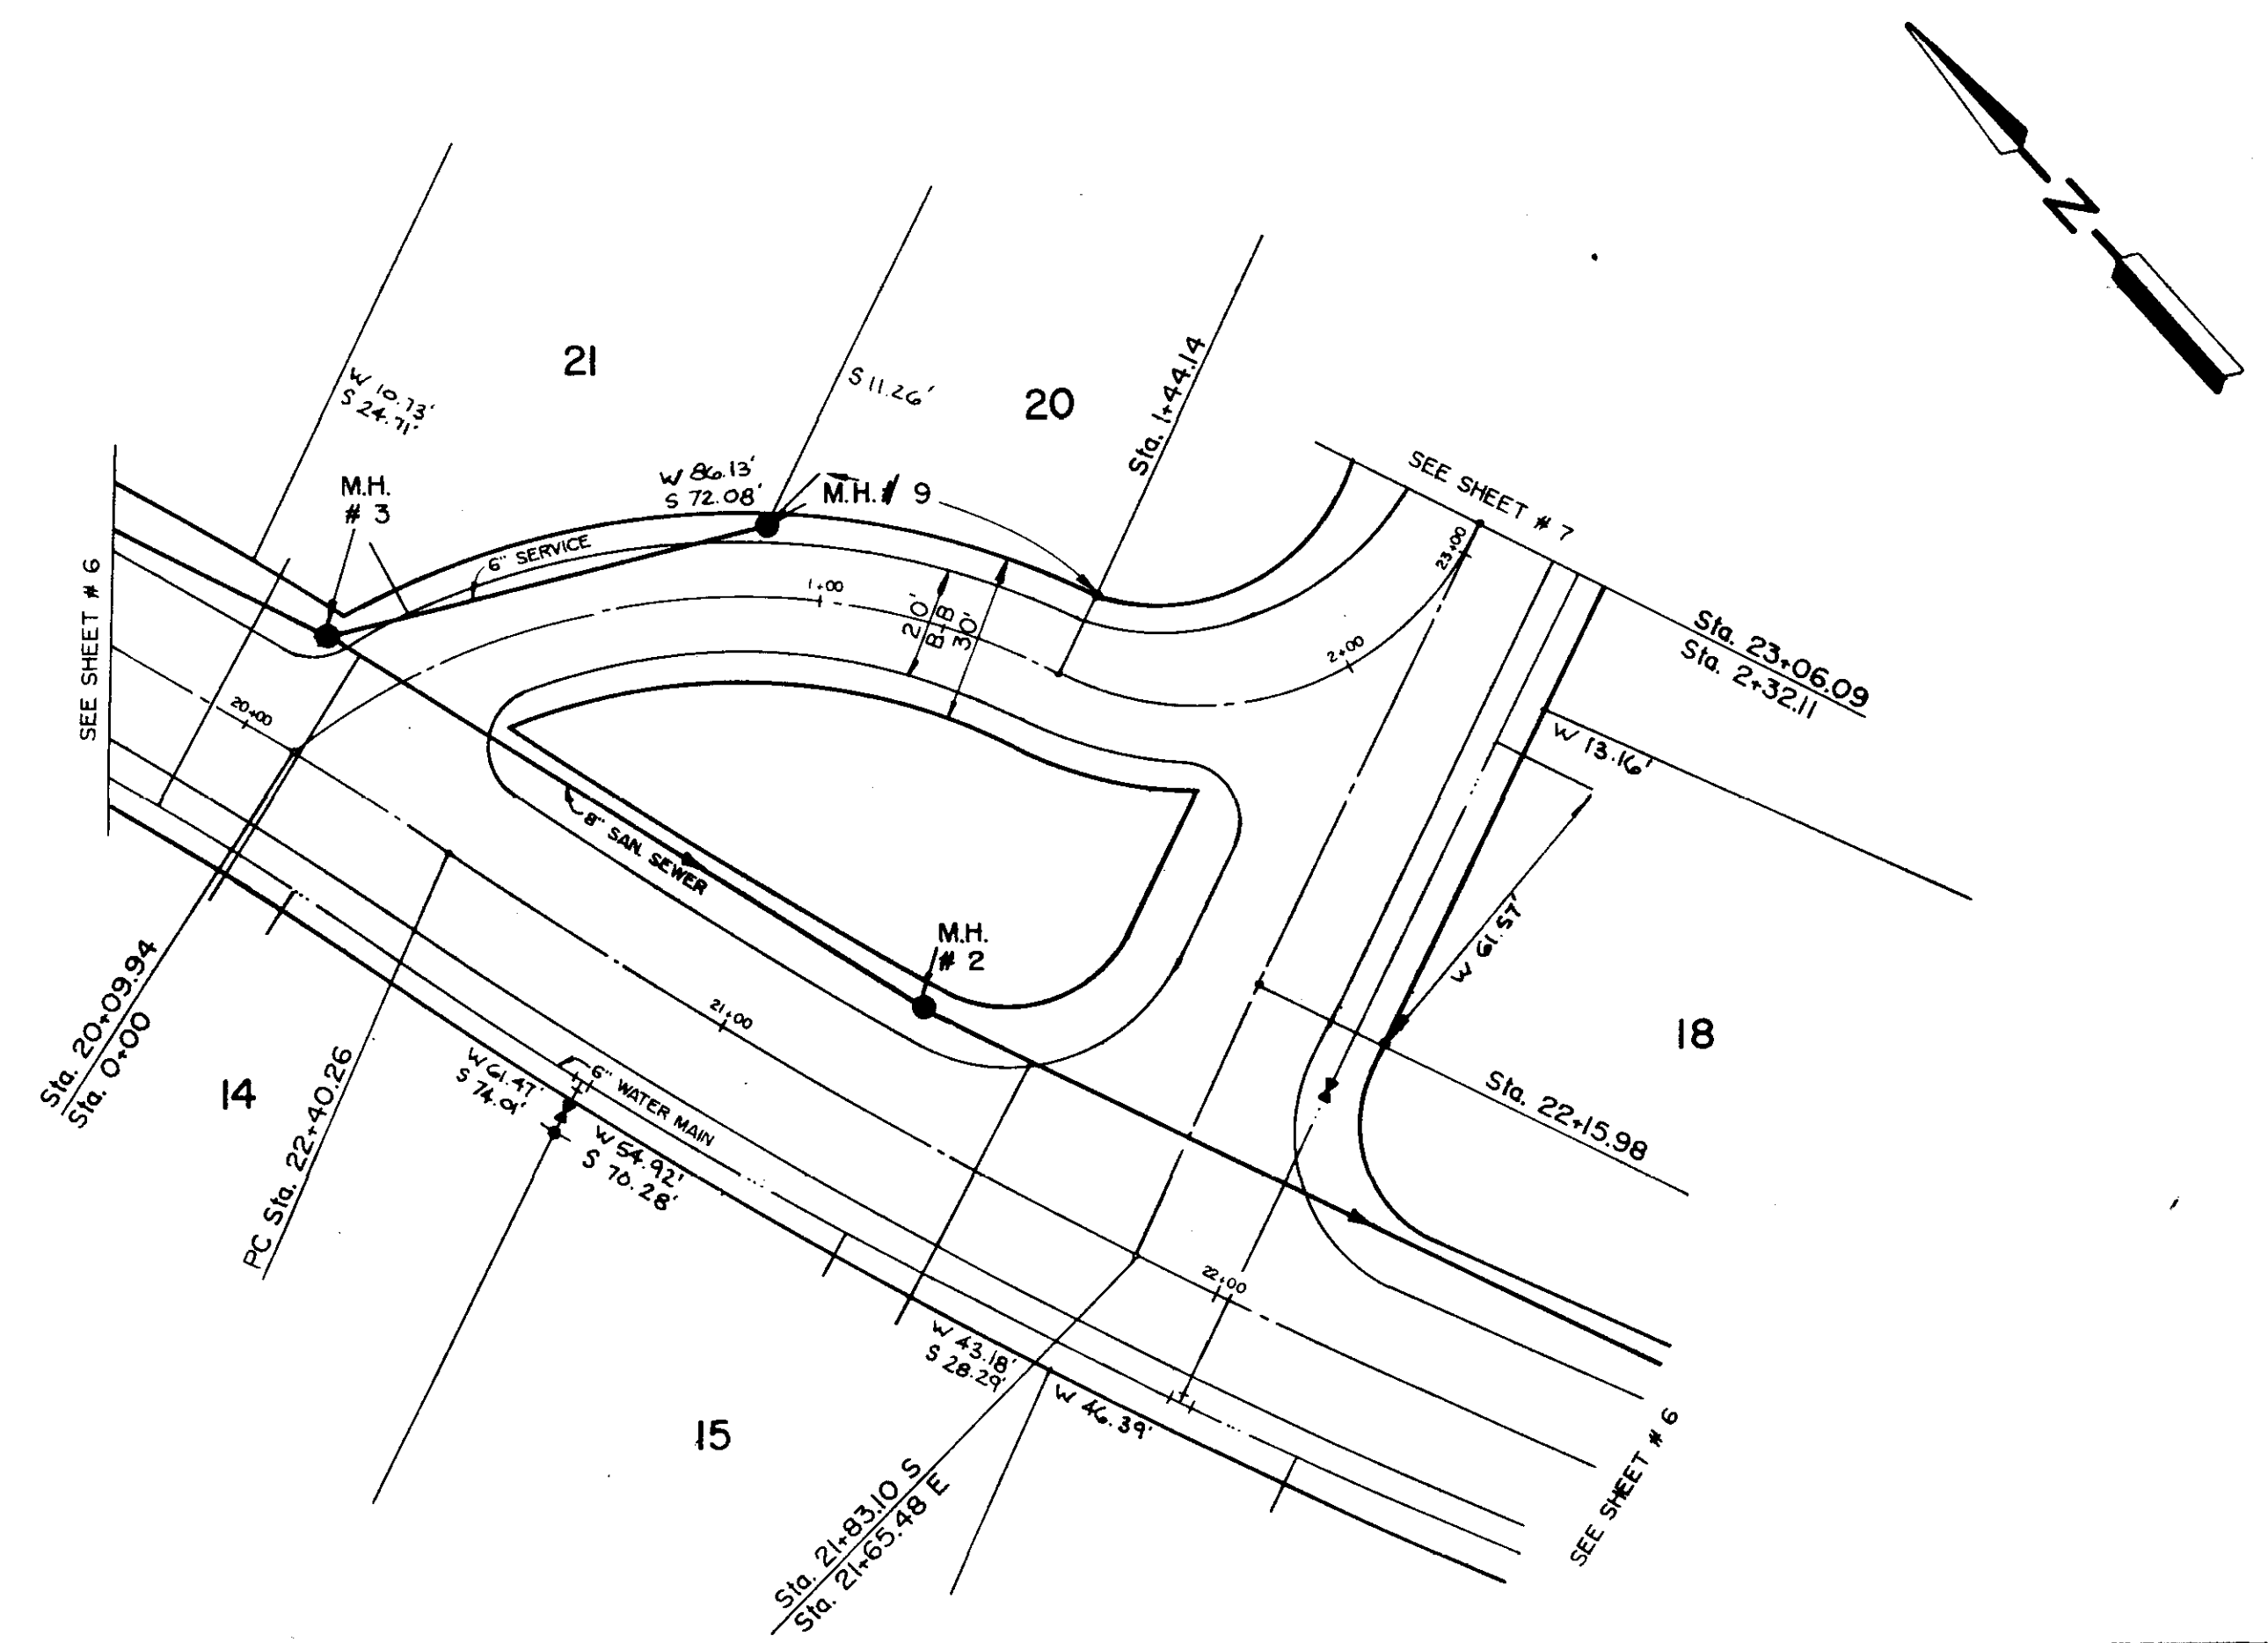 N
21
W 10.73'
S 24.71'
S 11.26'
20
Sta. 1+44.14
W 86.13'
S 72.08'
M.H. # 9
M.H.
# 3
SEE SHEET # 7
6" SERVICE
1+00
20'
B-B
30'
23+00
2+00
SEE SHEET # 6
20+00
Sta. 23+06.09
Sta. 2+32.11
W 13.16'
8" SAN. SEWER
M.H.
# 2
W 61.57'
18
Sta. 20+09.94
Sta. 0+00
14
PC Sta. 22+40.26
21+00
W 61.47'
S 74.01'
6" WATER MAIN
W 54.92'
S 70.28'
Sta. 22+15.98
22+00
W 43.18'
S 28.29'
W 46.39'
15
Sta. 21+83.10 S
Sta. 21+65.48 E
SEE SHEET # 6